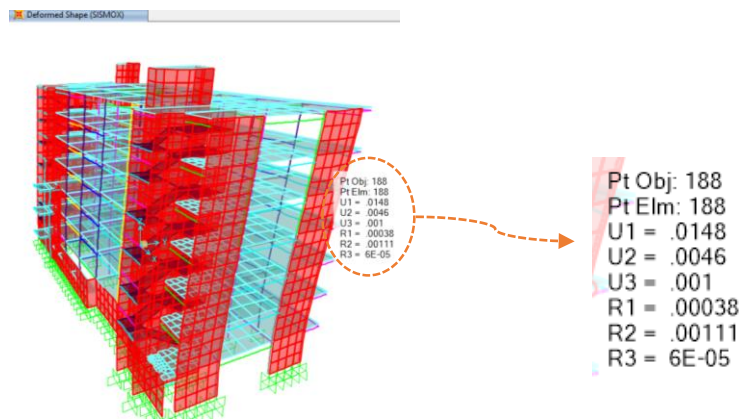 Deformed Shape (SISMOX)
Pt Obj: 188
Pt Elm: 188
U1 = .0148
U2 = .0046
U3 = .001
R1 = .00038
R2 = .00111
R3 = 6E-05
Pt Obj: 188
Pt Elm: 188
U1 = .0148
U2 = .0046
U3 = .001
R1 = .00038
R2 = .00111
R3 = 6E-05